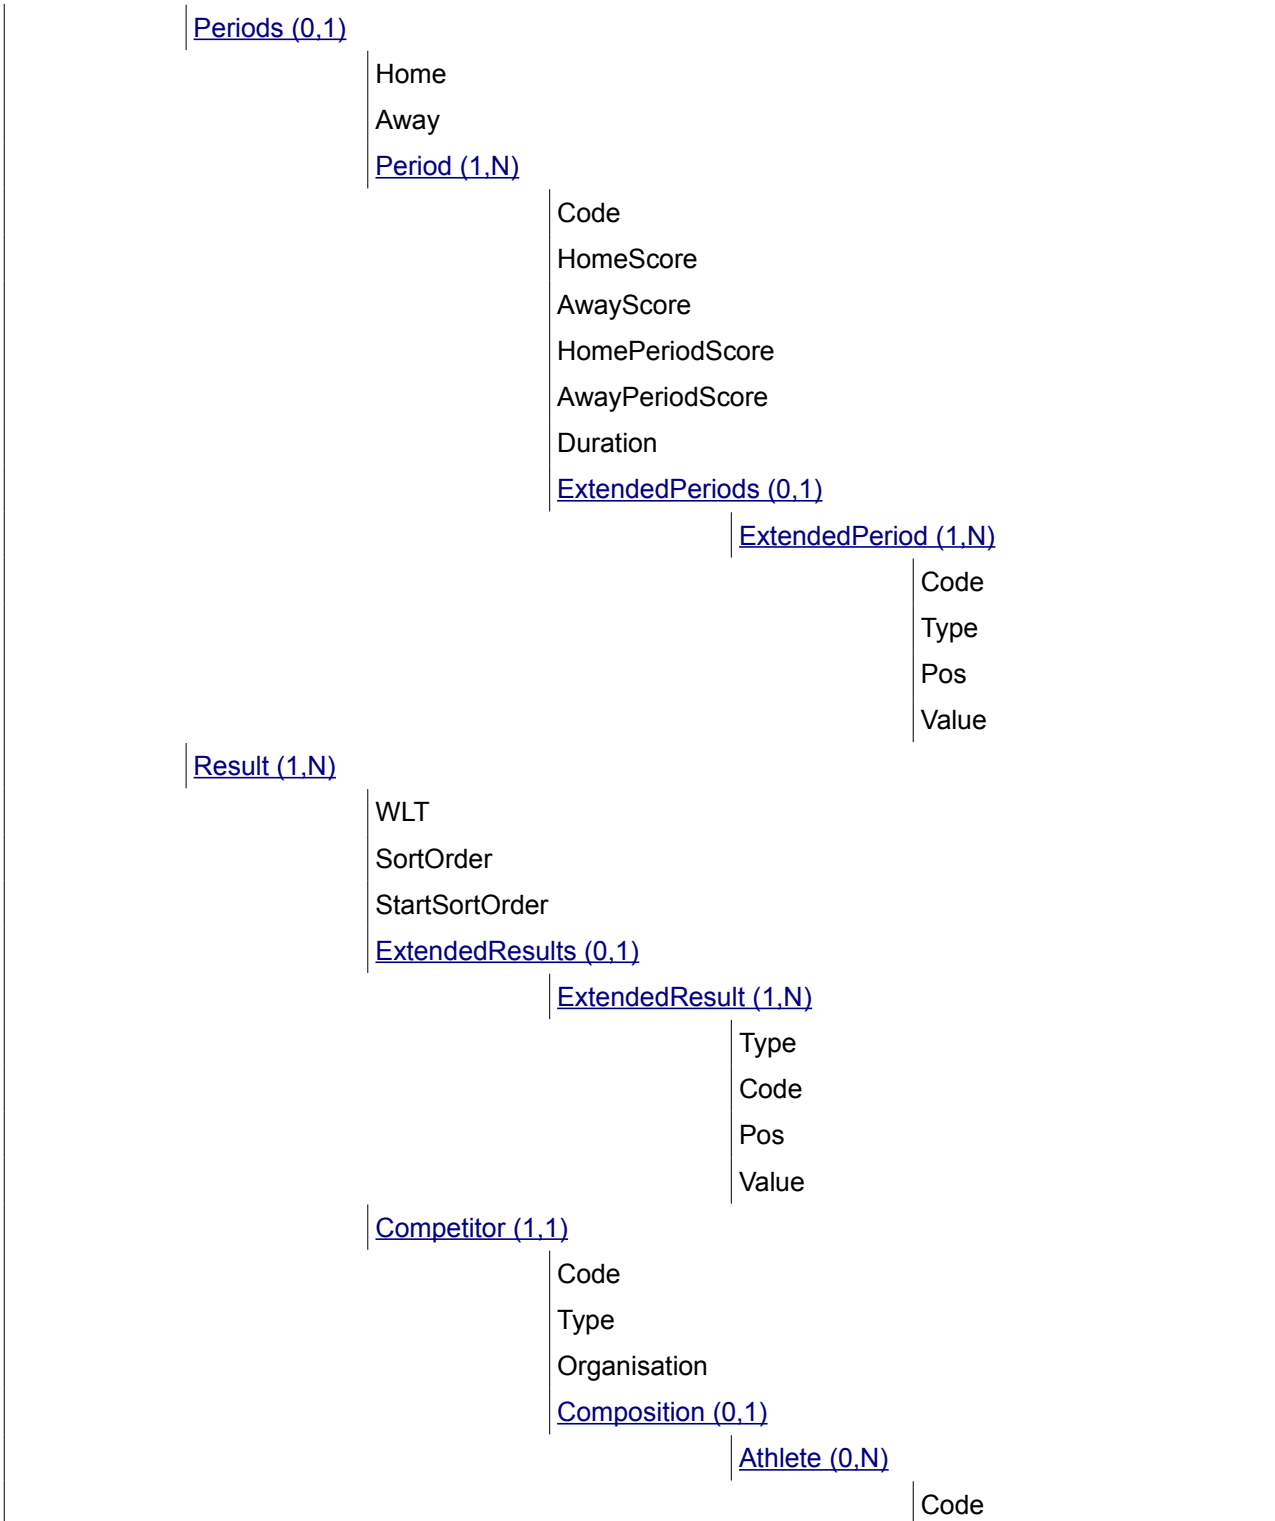 Periods (0,1)
Home
Away
Period (1,N)
Code
HomeScore
AwayScore
HomePeriodScore
AwayPeriodScore
Duration
ExtendedPeriods (0,1)
ExtendedPeriod (1,N)
Code
Type
Pos
Value
Result (1,N)
WLT
SortOrder
StartSortOrder
ExtendedResults (0,1)
ExtendedResult (1,N)
Type
Code
Pos
Value
Competitor (1,1)
Code
Type
Organisation
Composition (0,1)
Athlete (0,N)
Code